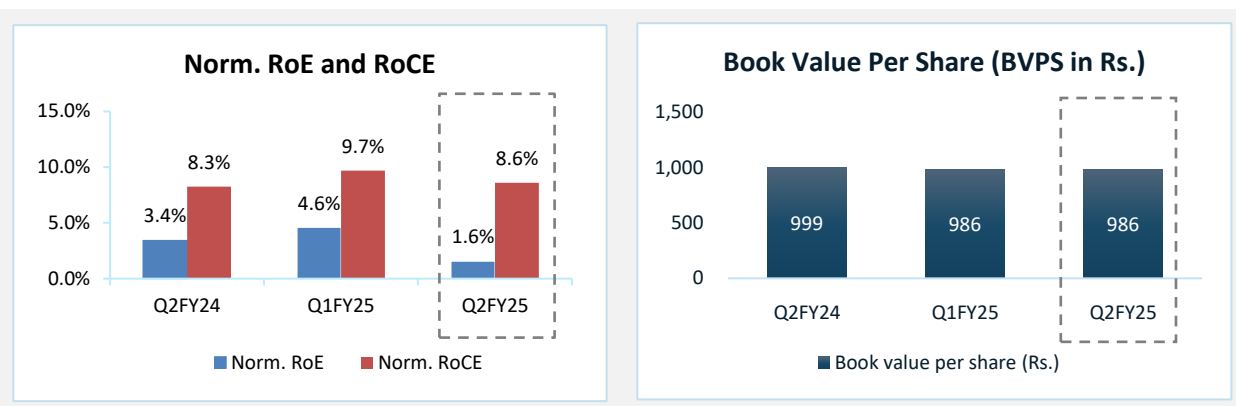 Norm. RoE and RoCE
15.0%
10.0%
5.0%
0.0%
3.4%
8.3%
4.6%
9.7%
1.6%
8.6%
Q2FY24 Q1FY25 Q2FY25
Norm. RoE Norm. RoCE
Book Value Per Share (BVPS in Rs.)
1,500
1,000
500
0
999 986 986
Q2FY24 Q1FY25 Q2FY25
Book value per share (Rs.)